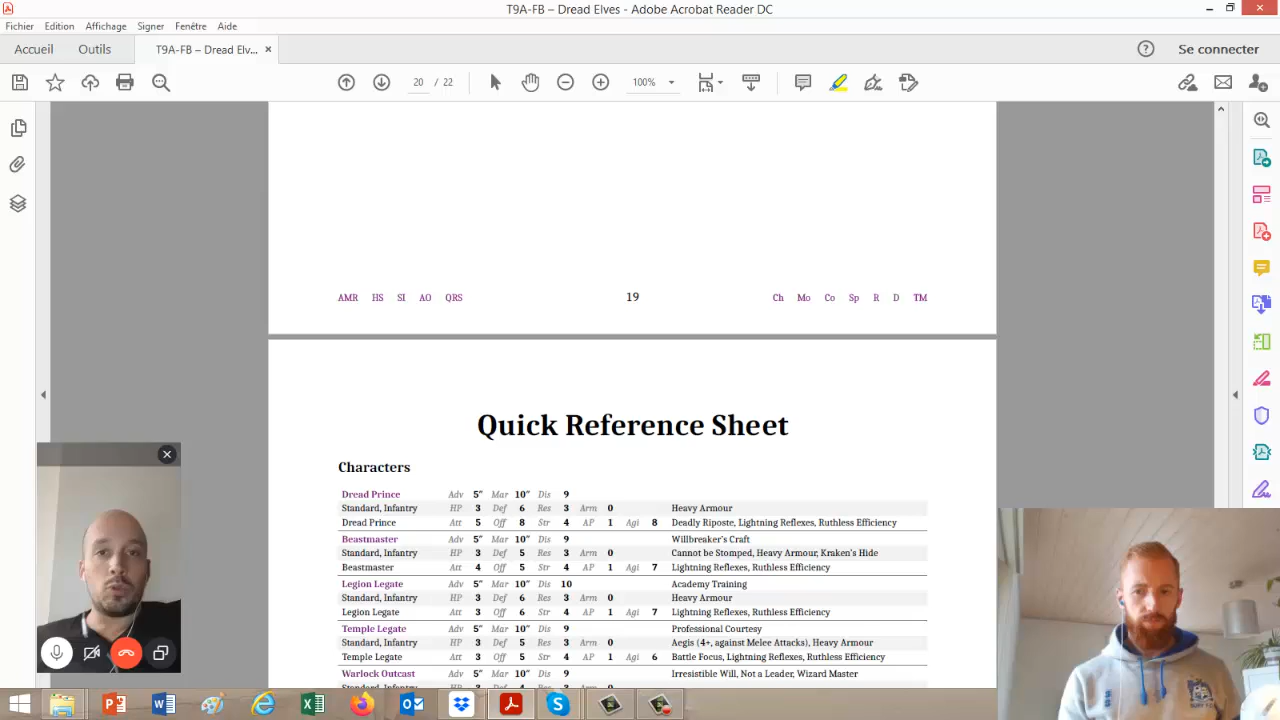 T9A-FB – Dread Elves - Adobe Acrobat Reader DC
Fichier Edition Affichage Signer Fenêtre Aide
Accueil Outils T9A-FB – Dread Elv... × Se connecter
20 / 22 100%
AMR HS SI AO QRS 19 Ch Mo Co Sp R D TM
Quick Reference Sheet
Characters
Dread Prince Adv 5" Mar 10" Dis 9
Standard, Infantry HP 3 Def 6 Res 3 Arm 0 Heavy Armour
Dread Prince Att 5 Off 8 Str 4 AP 1 Agi 8 Deadly Riposte, Lightning Reflexes, Ruthless Efficiency
Beastmaster Adv 5" Mar 10" Dis 9 Willbreaker's Craft
Standard, Infantry HP 3 Def 5 Res 3 Arm 0 Cannot be Stomped, Heavy Armour, Kraken's Hide
Beastmaster Att 4 Off 5 Str 4 AP 1 Agi 7 Lightning Reflexes, Ruthless Efficiency
Legion Legate Adv 5" Mar 10" Dis 10 Academy Training
Standard, Infantry HP 3 Def 6 Res 3 Arm 0 Heavy Armour
Legion Legate Att 3 Off 6 Str 4 AP 1 Agi 7 Lightning Reflexes, Ruthless Efficiency
Temple Legate Adv 5" Mar 10" Dis 9 Professional Courtesy
Standard, Infantry HP 3 Def 5 Res 3 Arm 0 Aegis (4+, against Melee Attacks), Heavy Armour
Temple Legate Att 3 Off 5 Str 4 AP 1 Agi 6 Battle Focus, Lightning Reflexes, Ruthless Efficiency
Warlock Outcast Adv 5" Mar 10" Dis 9 Irresistible Will, Not a Leader, Wizard Master